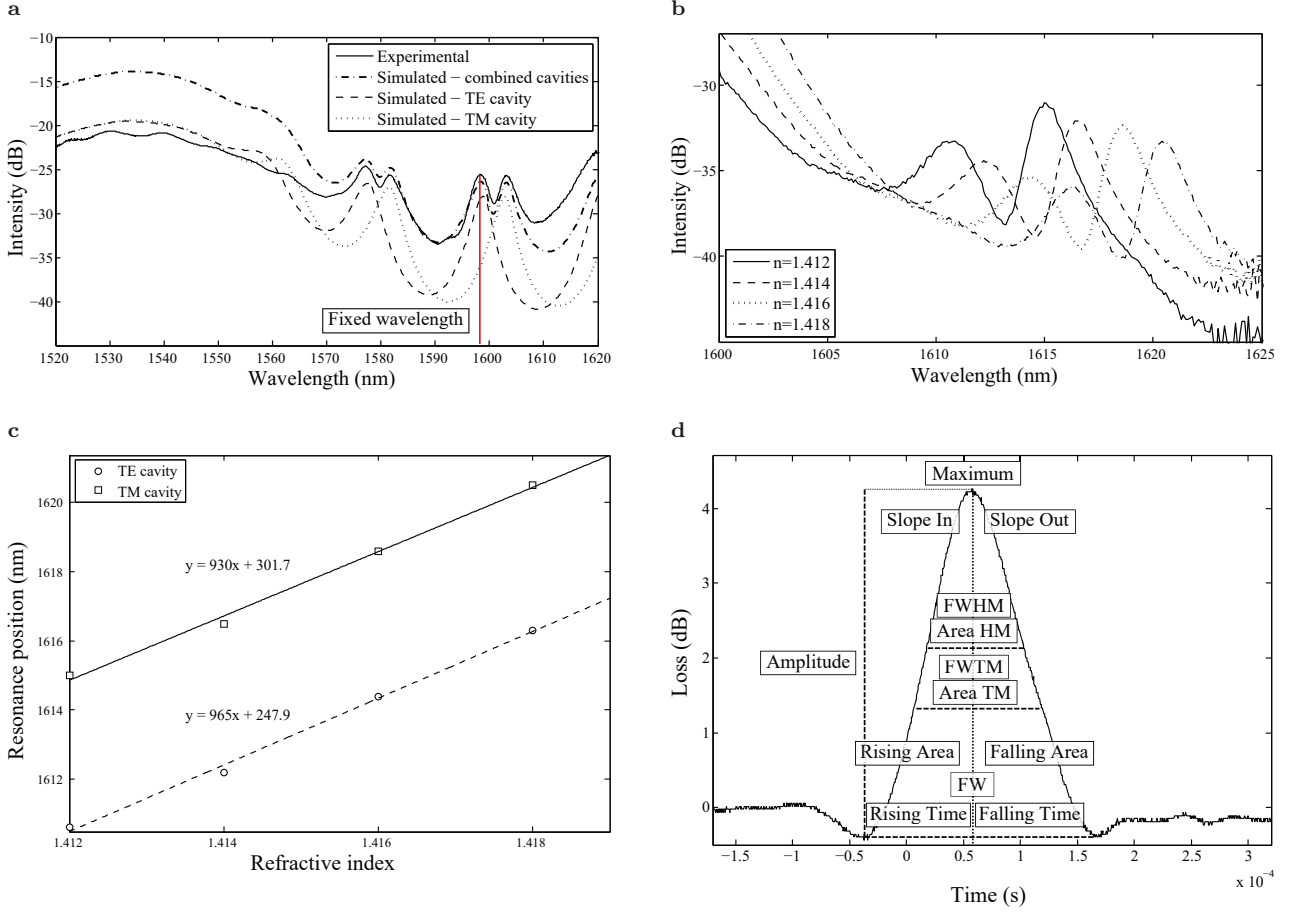 a
−10
−15
−20
−25
−30
−35
−40
Intensity (dB)
Experimental
Simulated − combined cavities
Simulated − TE cavity
Simulated − TM cavity
Fixed wavelength
1520 1530 1540 1550 1560 1570 1580 1590 1600 1610 1620
Wavelength (nm)
b
−30
−35
−40
Intensity (dB)
n=1.412
n=1.414
n=1.416
n=1.418
1600 1605 1610 1615 1620 1625
Wavelength (nm)
c
TE cavity
TM cavity
1620
1618
1616
1614
1612
Resonance position (nm)
y = 930x + 301.7
y = 965x + 247.9
1.412 1.414 1.416 1.418
Refractive index
d
4
3
2
1
0
Loss (dB)
Maximum
Slope In Slope Out
FWHM
Area HM
Amplitude
FWTM
Area TM
Rising Area Falling Area
FW
Rising Time Falling Time
−1.5 −1 −0.5 0 0.5 1 1.5 2 2.5 3
x 10⁻⁴
Time (s)